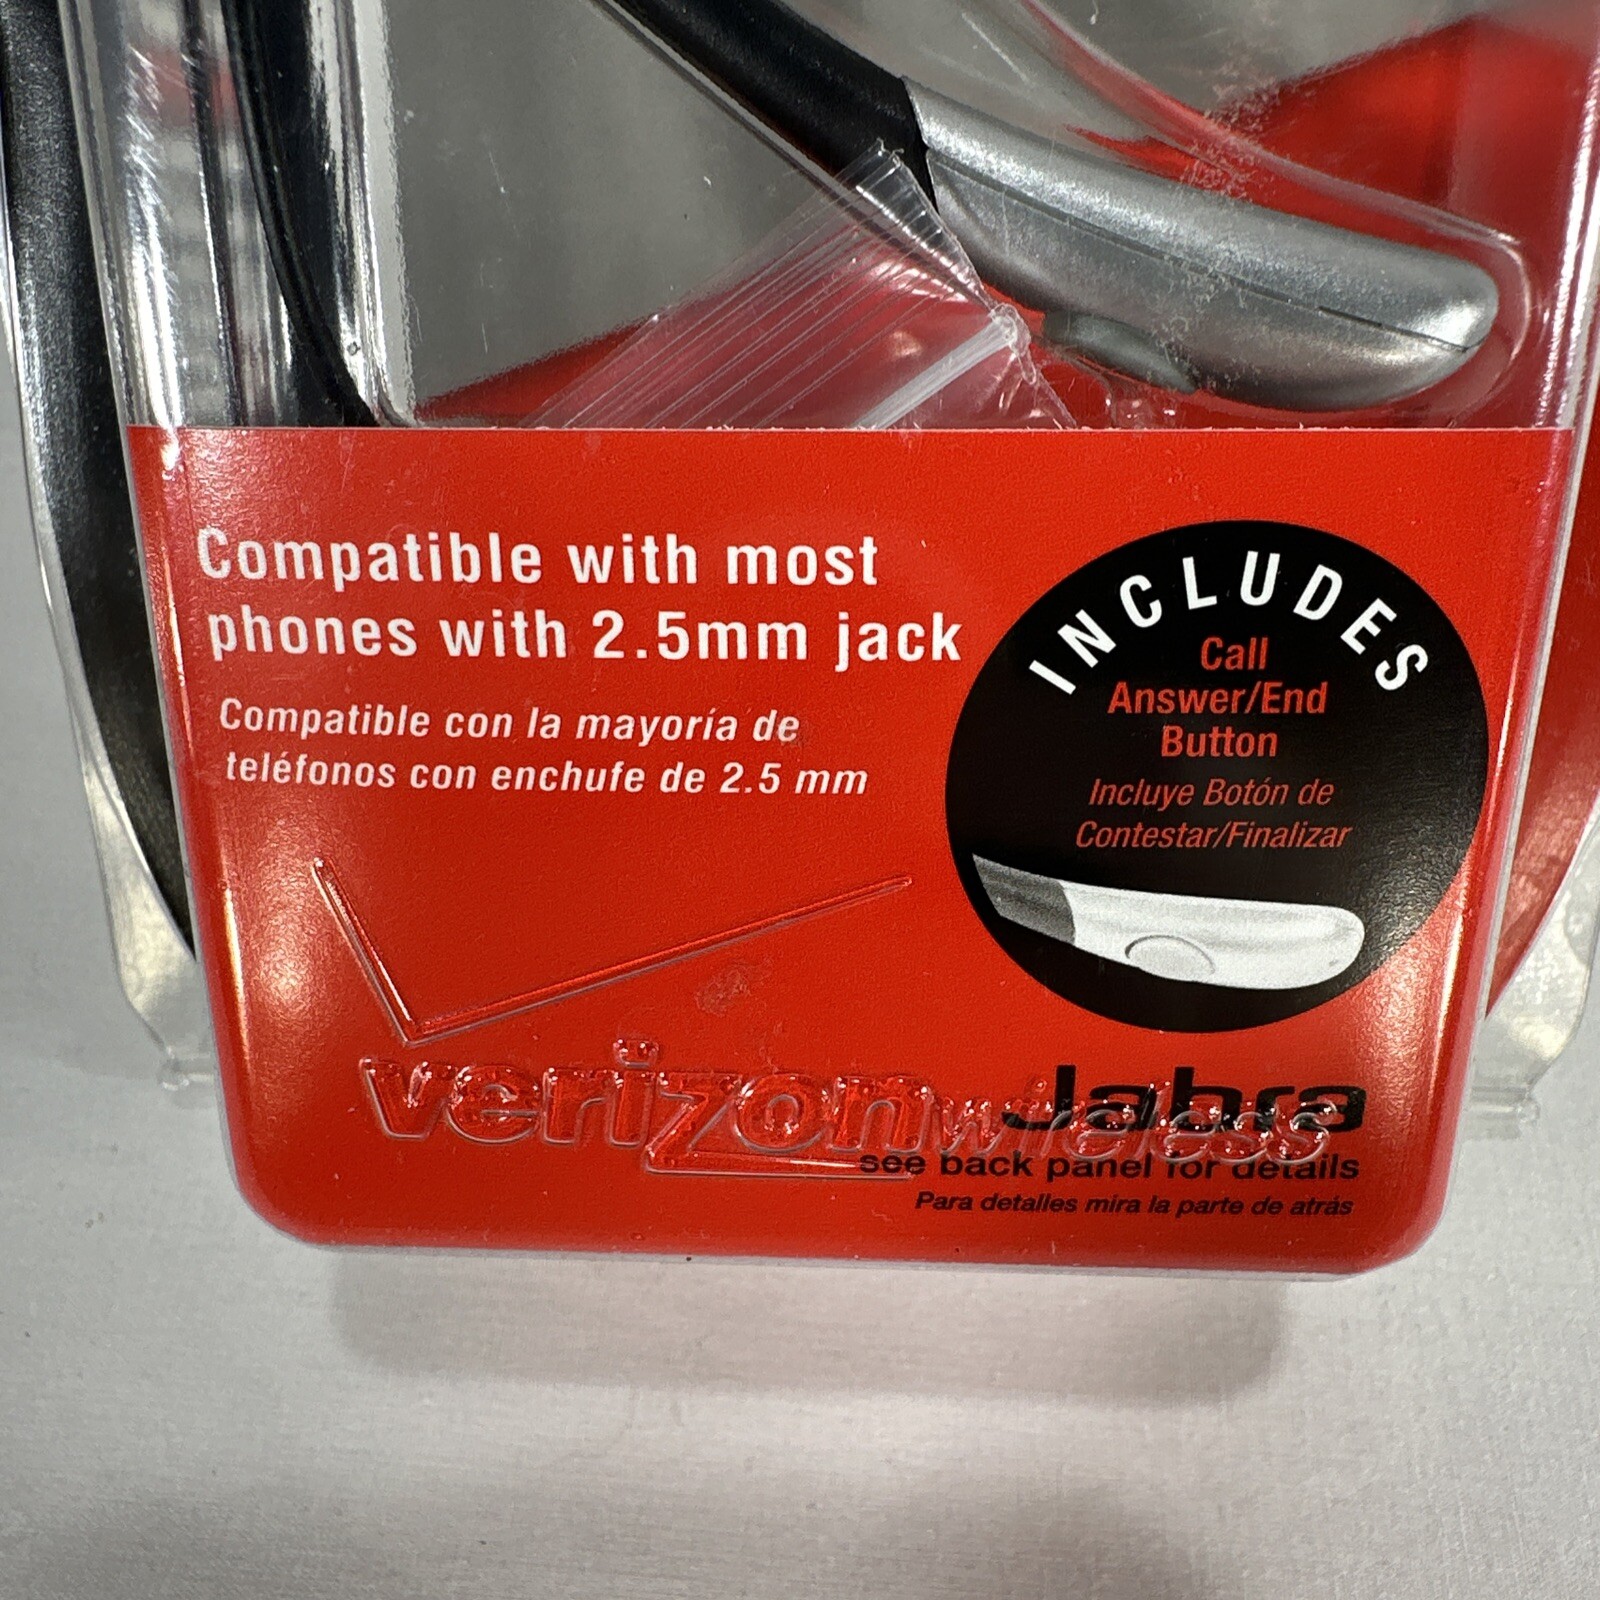 Compatible with most
phones with 2.5mm jack
Compatible con la mayoría de
teléfonos con enchufe de 2.5 mm
INCLUDES
Call
Answer/End
Button
Incluye Botón de
Contestar/Finalizar
verizonwireless
Jabra
see back panel for details
Para detalles mira la parte de atrás